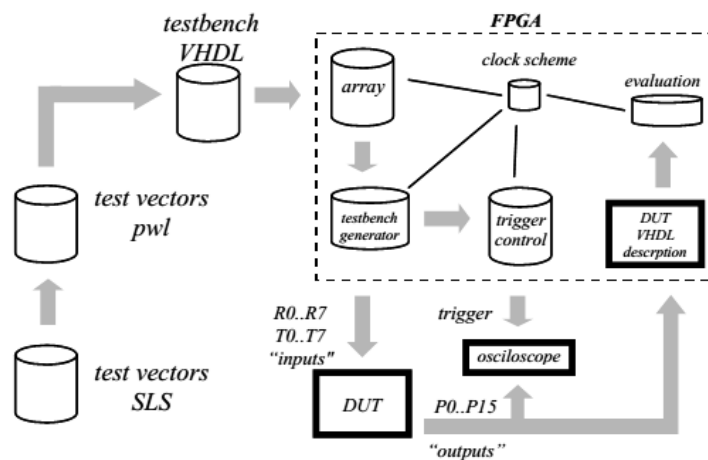 testbench
VHDL
FPGA
array
clock scheme
evaluation
test vectors
pwl
testbench
generator
trigger
control
DUT
VHDL
descrption
R0..R7
T0..T7
“inputs"
trigger
osciloscope
test vectors
SLS
DUT
P0..P15
“outputs”